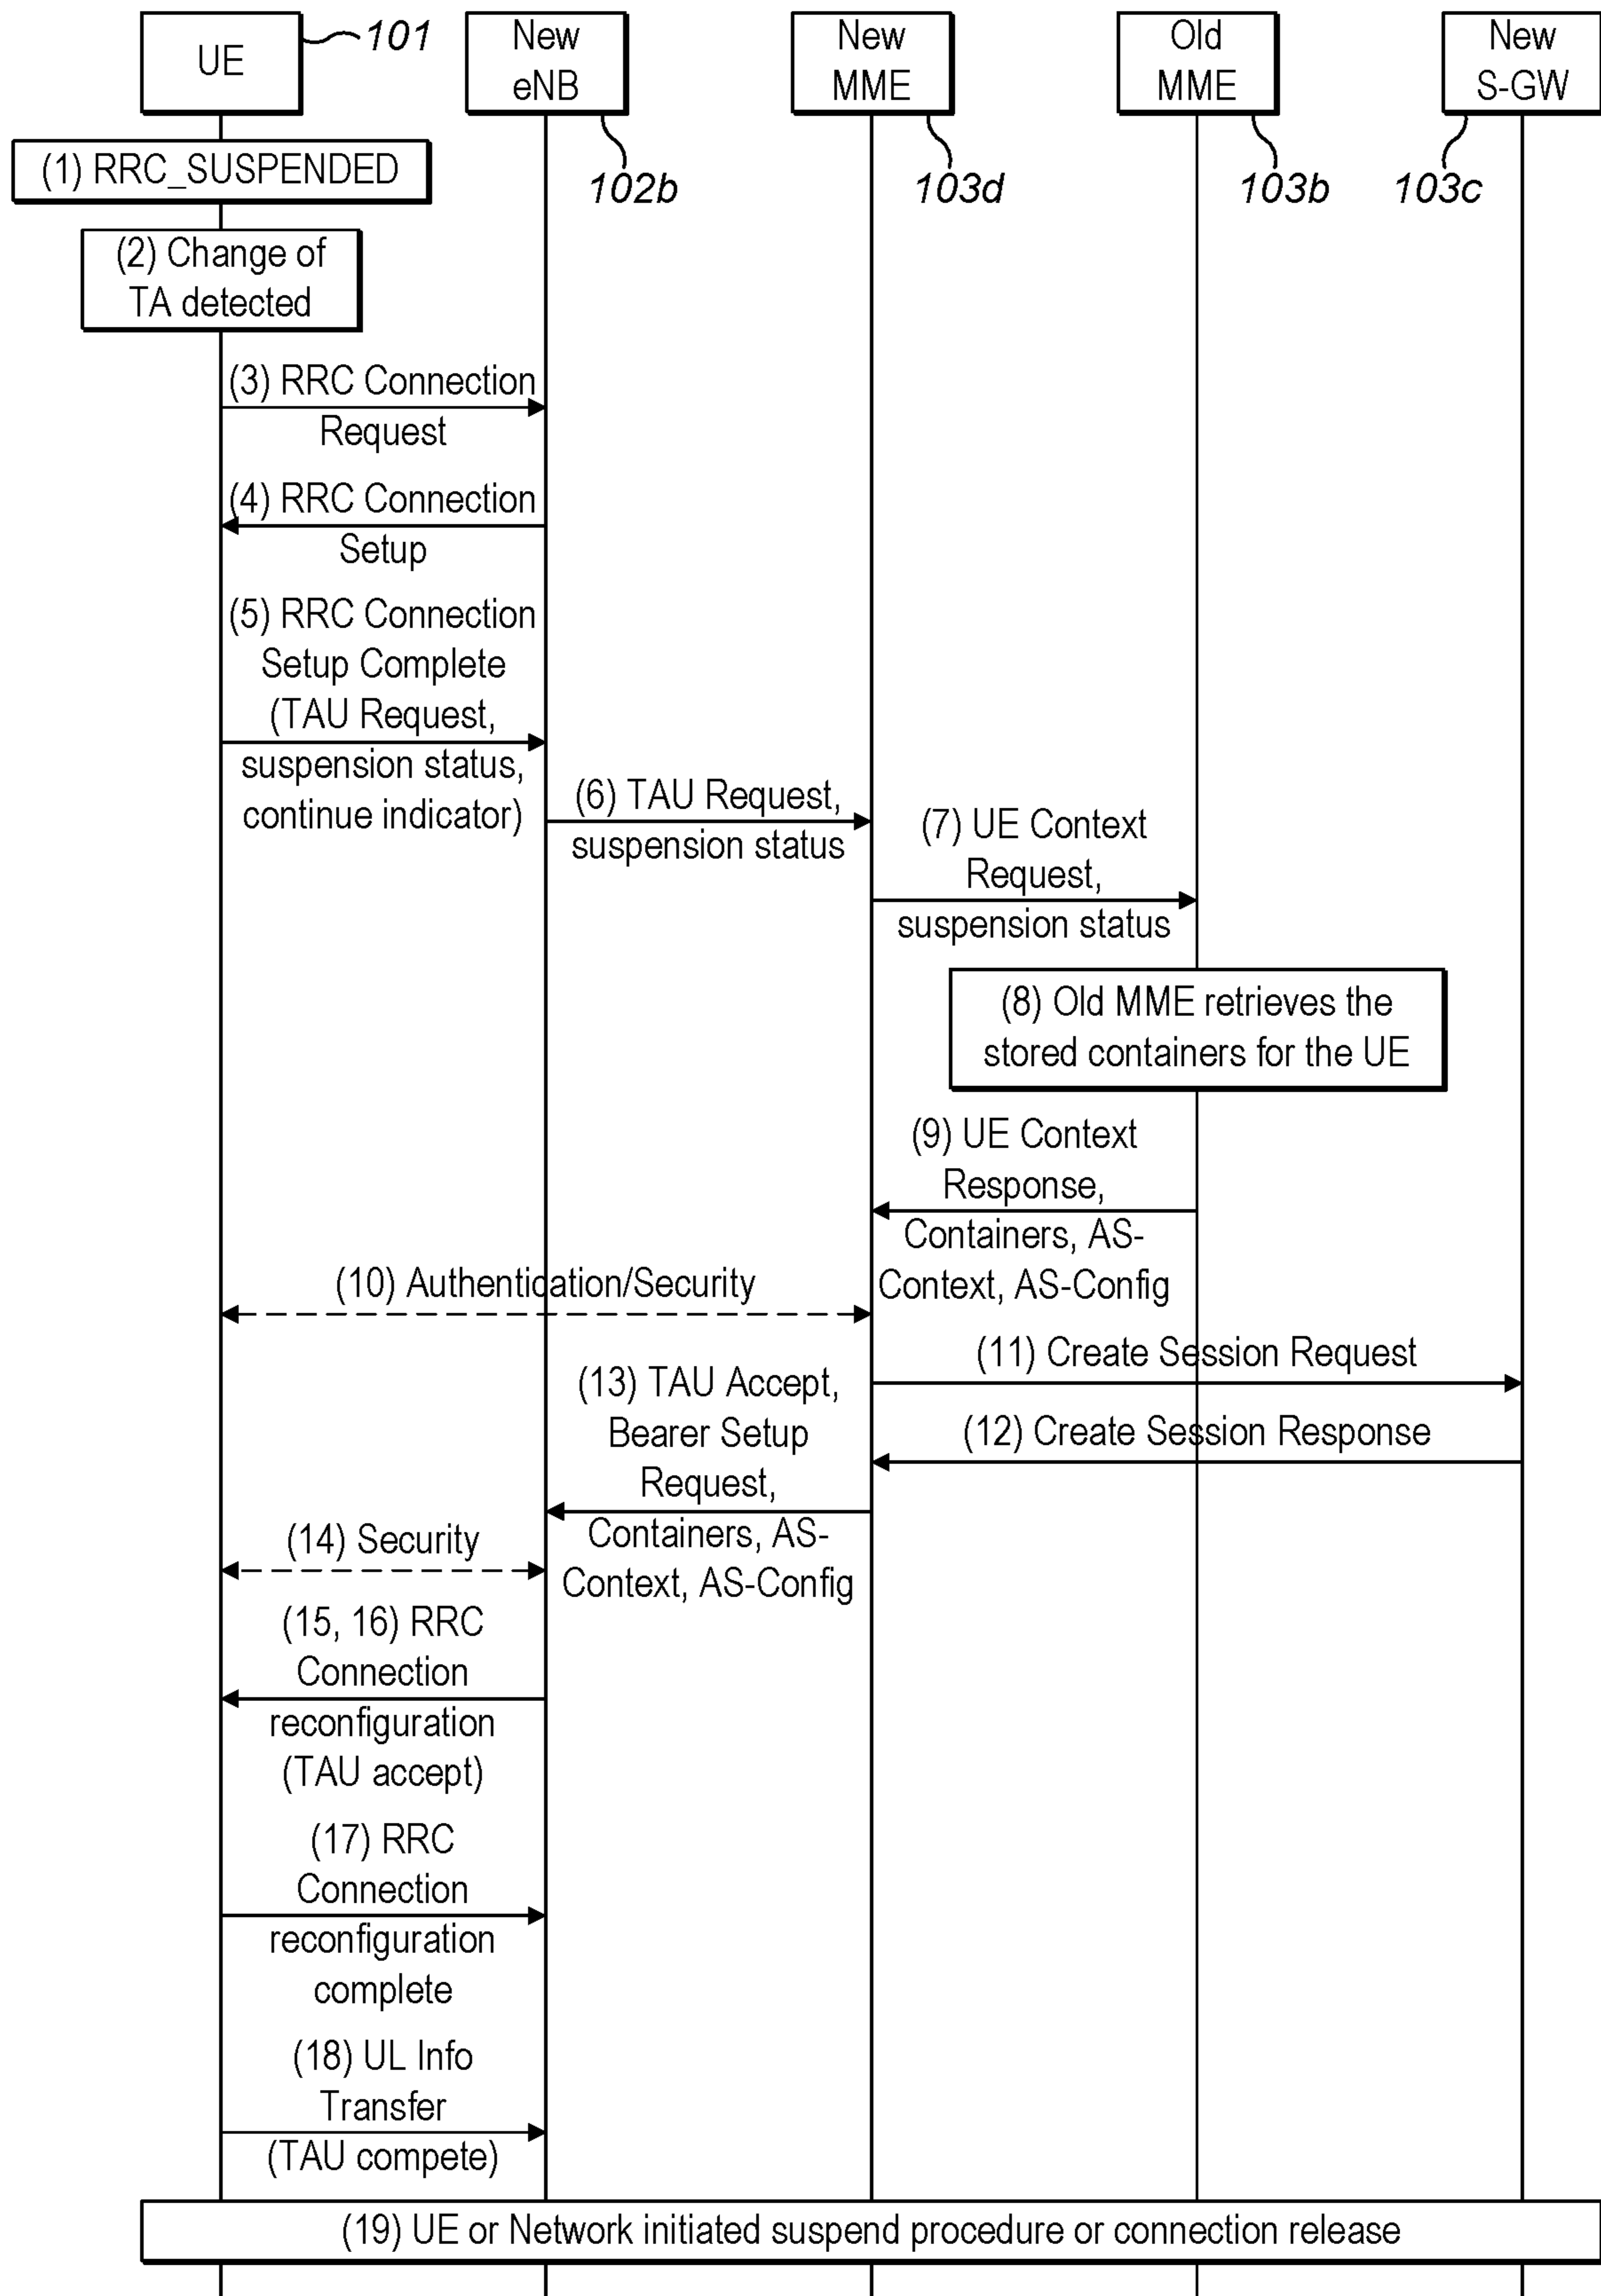 UE
101
New
eNB
New
MME
Old
MME
New
S-GW
102b
103d
103b
103c
(1) RRC_SUSPENDED
(2) Change of
TA detected
(3) RRC Connection
Request
(4) RRC Connection
Setup
(5) RRC Connection
Setup Complete
(TAU Request,
suspension status,
continue indicator)
(6) TAU Request,
suspension status
(7) UE Context
Request,
suspension status
(8) Old MME retrieves the
stored containers for the UE
(9) UE Context
Response,
Containers, AS-
Context, AS-Config
(10) Authentication/Security
(11) Create Session Request
(12) Create Session Response
(13) TAU Accept,
Bearer Setup
Request,
Containers, AS-
Context, AS-Config
(14) Security
(15, 16) RRC
Connection
reconfiguration
(TAU accept)
(17) RRC
Connection
reconfiguration
complete
(18) UL Info
Transfer
(TAU compete)
(19) UE or Network initiated suspend procedure or connection release